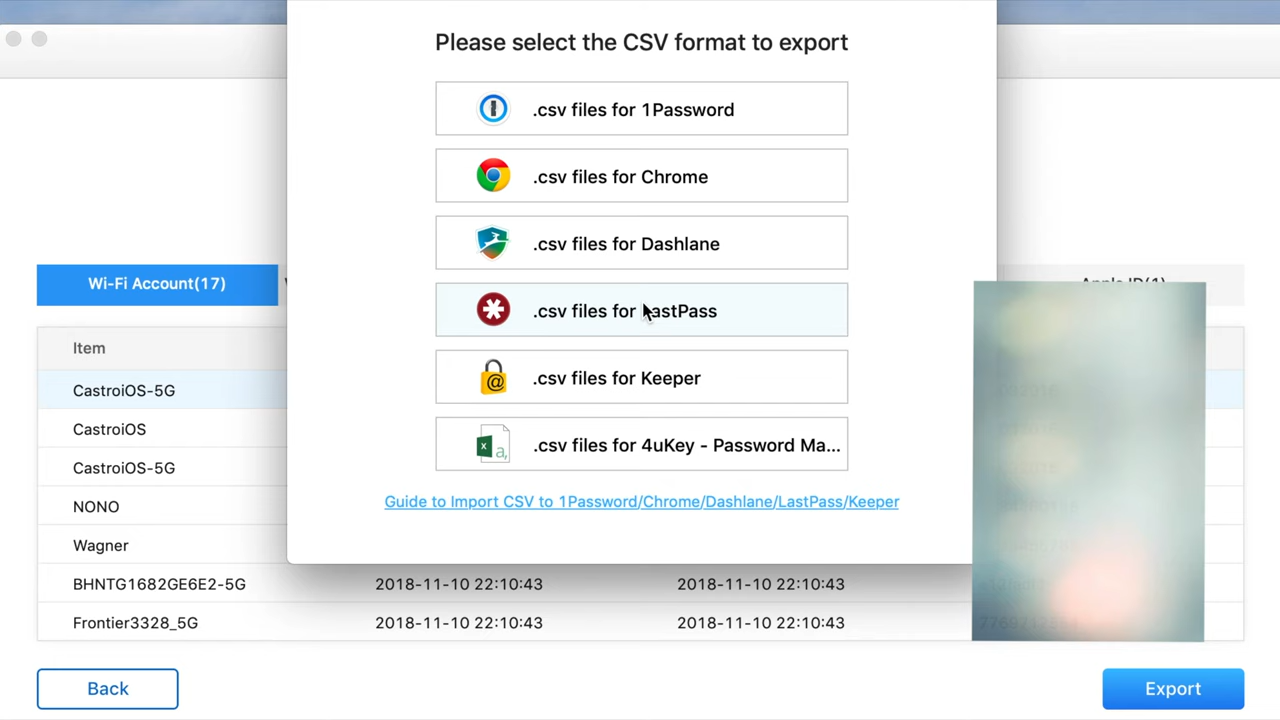 Please select the CSV format to export
.csv files for 1Password
.csv files for Chrome
.csv files for Dashlane
.csv files for LastPass
.csv files for Keeper
.csv files for 4uKey - Password Ma...
Guide to Import CSV to 1Password/Chrome/Dashlane/LastPass/Keeper
Wi-Fi Account(17)
Apple ID(1)
Item
CastroiOS-5G
CastroiOS
CastroiOS-5G
NONO
Wagner
BHNTG1682GE6E2-5G 2018-11-10 22:10:43 2018-11-10 22:10:43
Frontier3328_5G 2018-11-10 22:10:43 2018-11-10 22:10:43
Back
Export